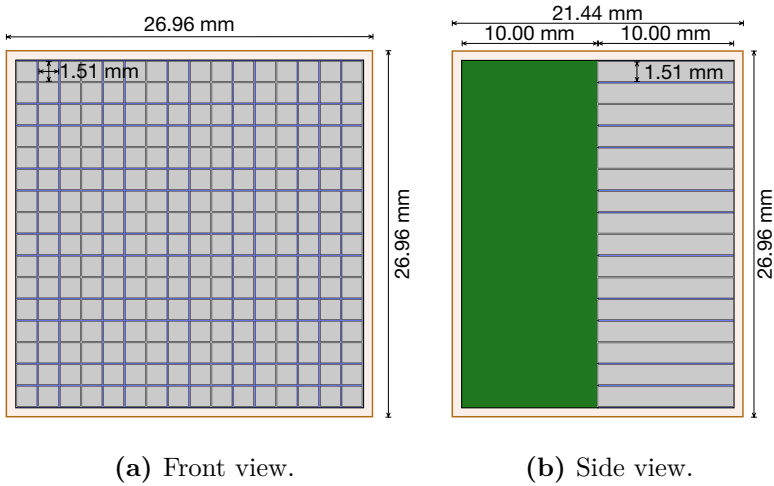 26.96 mm
1.51 mm
26.96 mm
(a) Front view.
21.44 mm
10.00 mm 10.00 mm
1.51 mm
26.96 mm
(b) Side view.